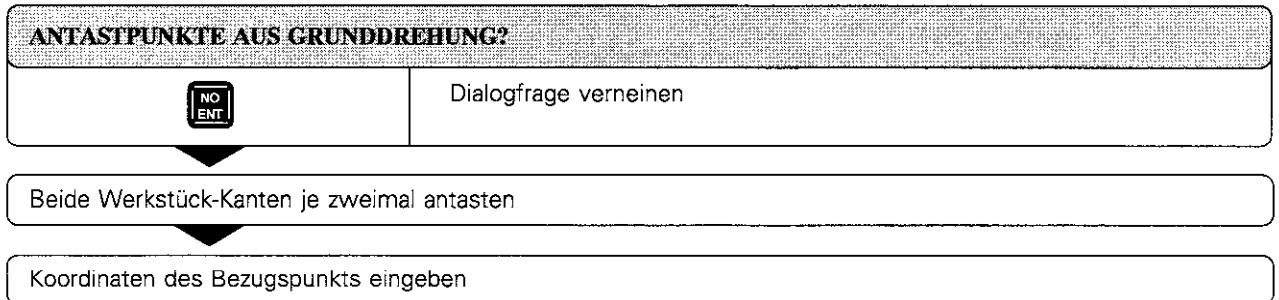 ANTASTPUNKTE AUS GRUNDDREHUNG?
NO
ENT
Dialogfrage verneinen
Beide Werkstück-Kanten je zweimal antasten
Koordinaten des Bezugspunkts eingeben